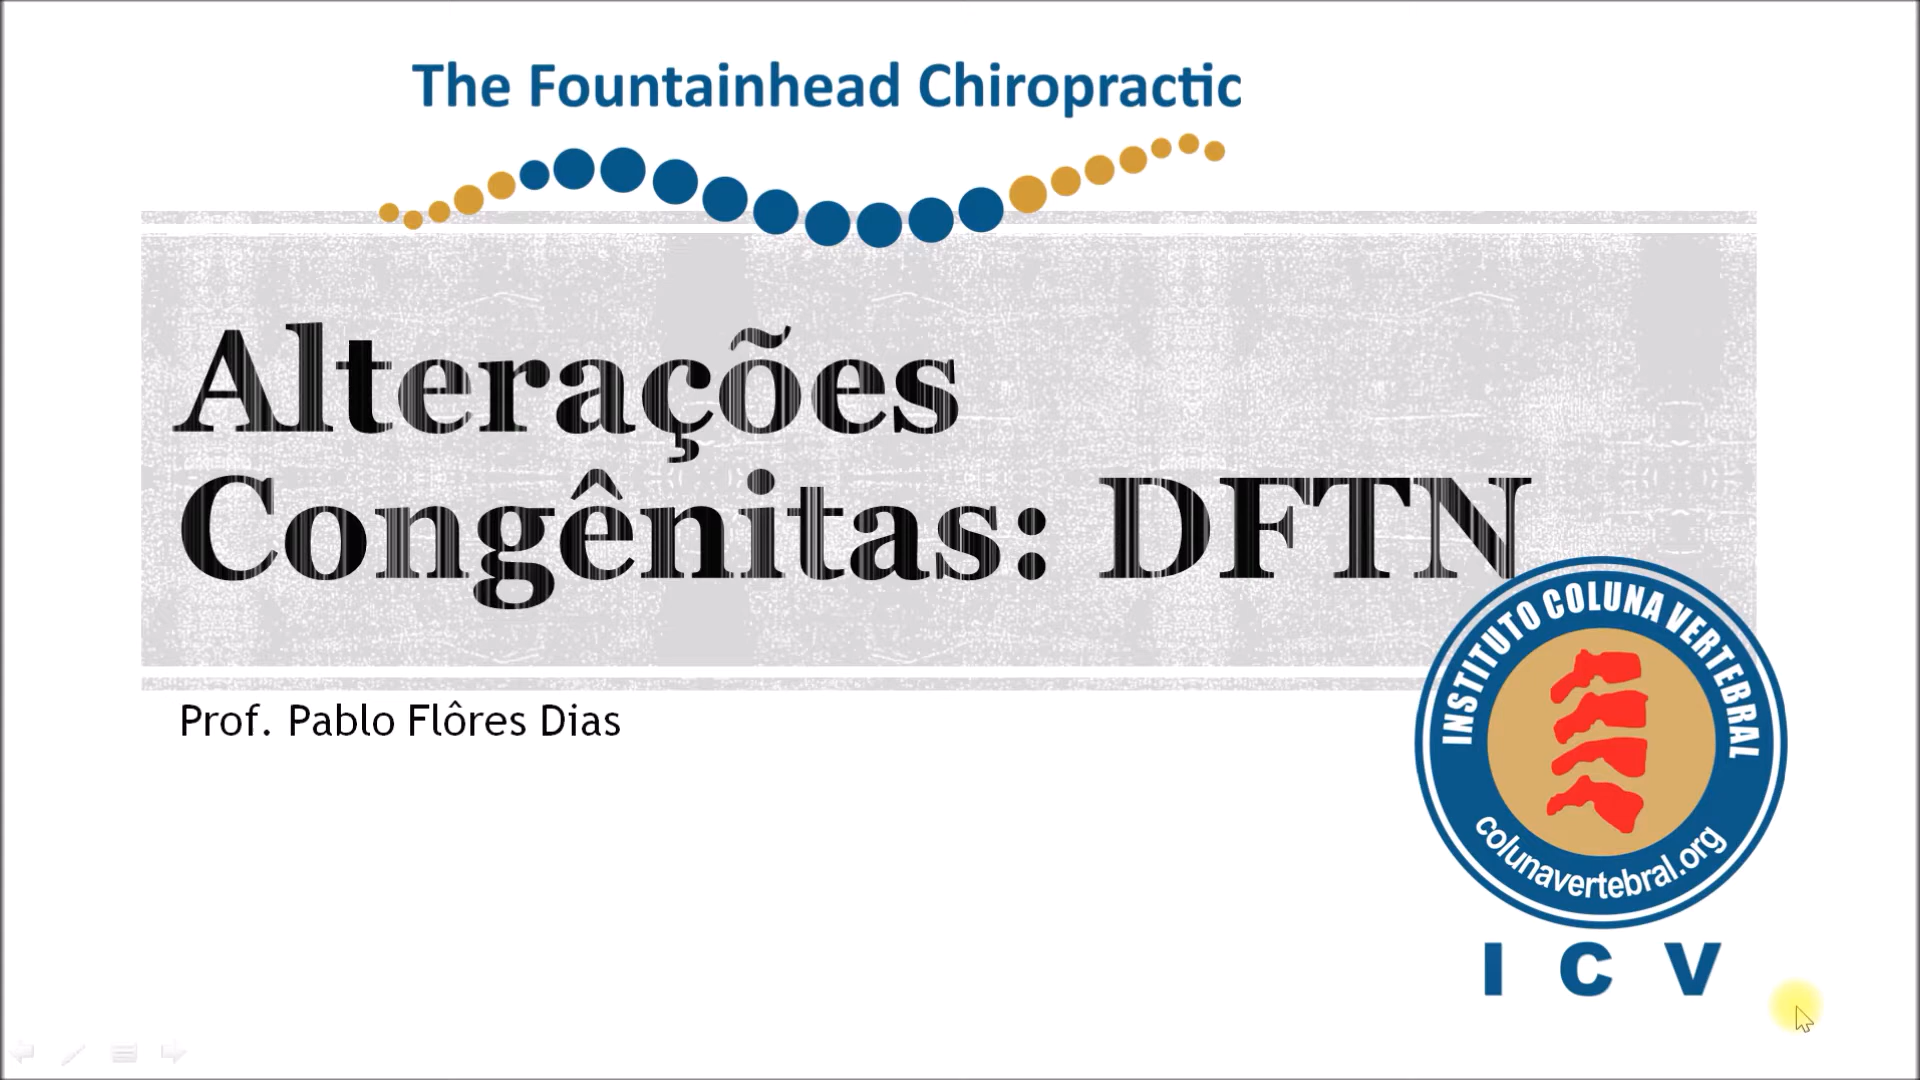 The Fountainhead Chiropractic
Alterações
Congênitas: DFTN
Prof. Pablo Flôres Dias
INSTITUTO COLUNA VERTEBRAL
colunavertebral.org
I C V